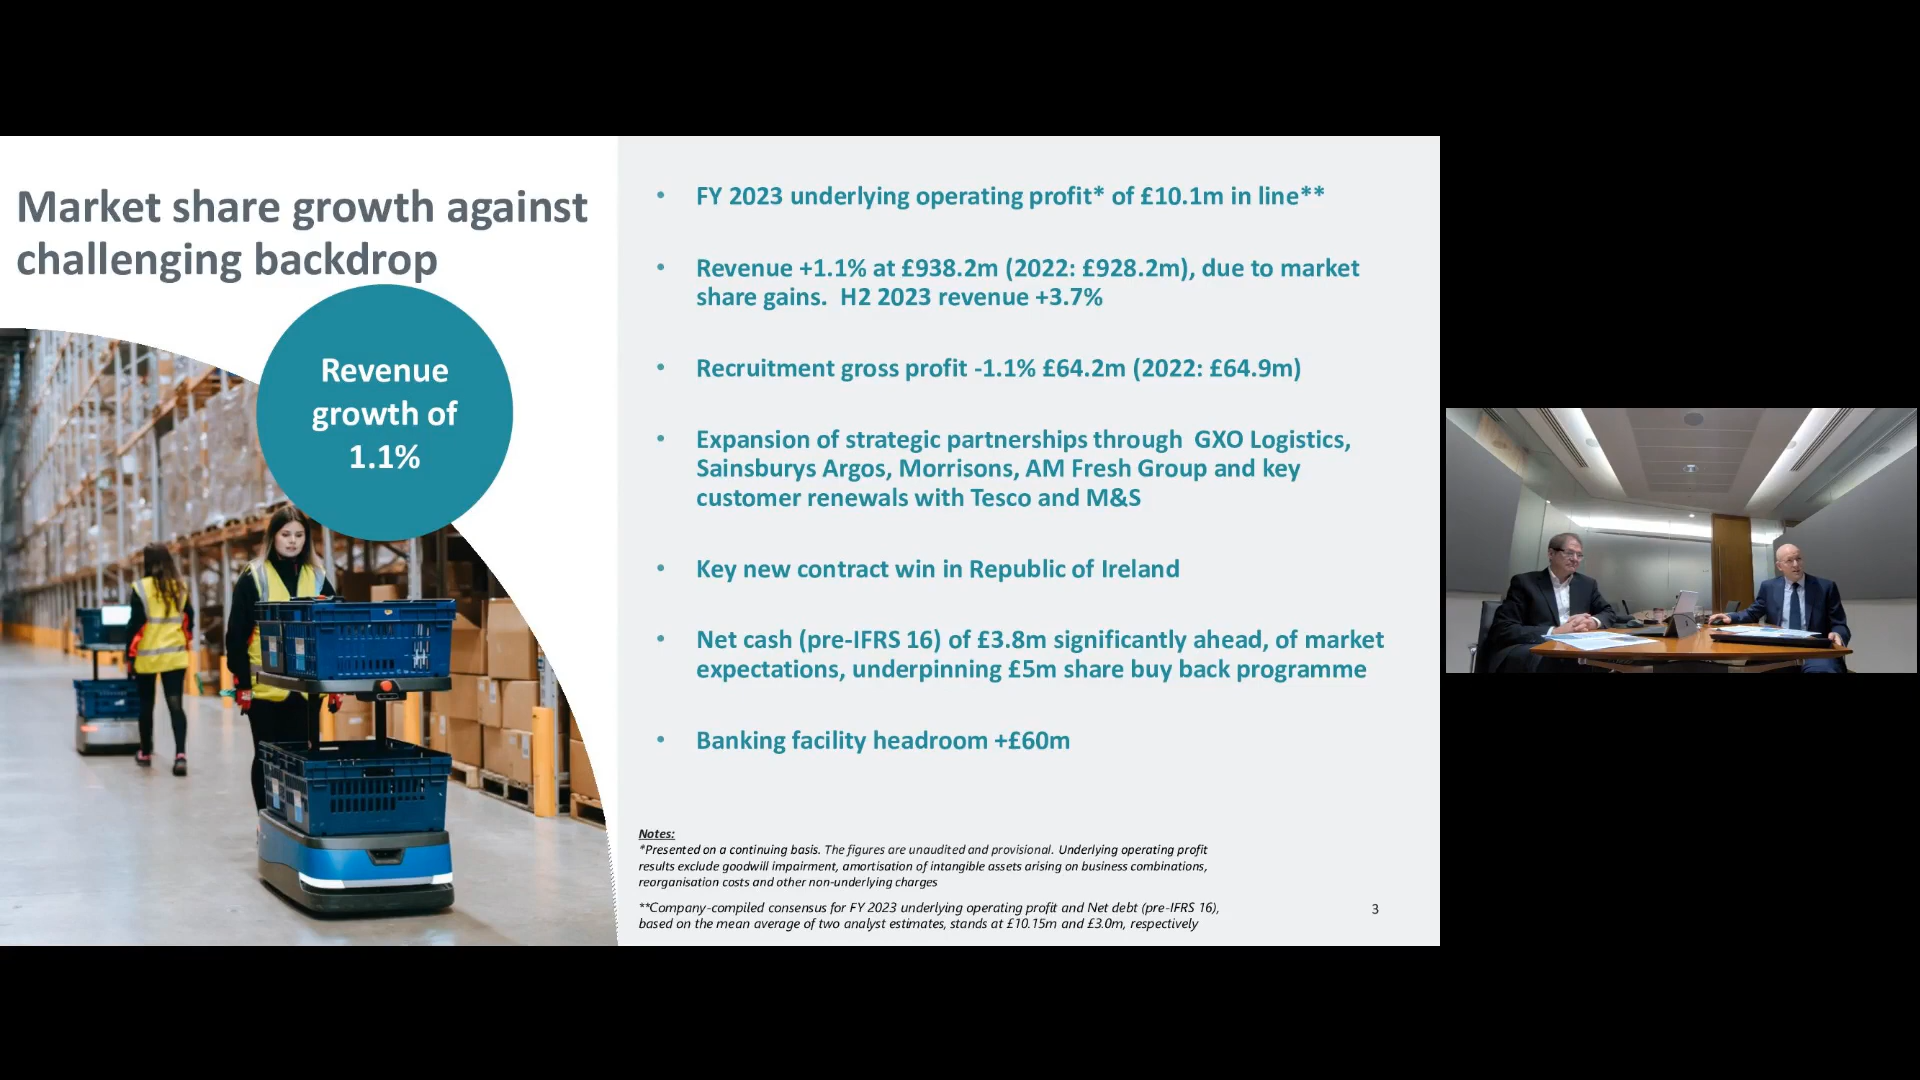 Market share growth against
challenging backdrop
Revenue
growth of
1.1%
• FY 2023 underlying operating profit* of £10.1m in line**
• Revenue +1.1% at £938.2m (2022: £928.2m), due to market
share gains.  H2 2023 revenue +3.7%
• Recruitment gross profit -1.1% £64.2m (2022: £64.9m)
• Expansion of strategic partnerships through  GXO Logistics,
Sainsburys Argos, Morrisons, AM Fresh Group and key
customer renewals with Tesco and M&S
• Key new contract win in Republic of Ireland
• Net cash (pre-IFRS 16) of £3.8m significantly ahead, of market
expectations, underpinning £5m share buy back programme
• Banking facility headroom +£60m
Notes:
*Presented on a continuing basis. The figures are unaudited and provisional. Underlying operating profit
results exclude goodwill impairment, amortisation of intangible assets arising on business combinations,
reorganisation costs and other non-underlying charges
**Company-compiled consensus for FY 2023 underlying operating profit and Net debt (pre-IFRS 16),
based on the mean average of two analyst estimates, stands at £10.15m and £3.0m, respectively
3